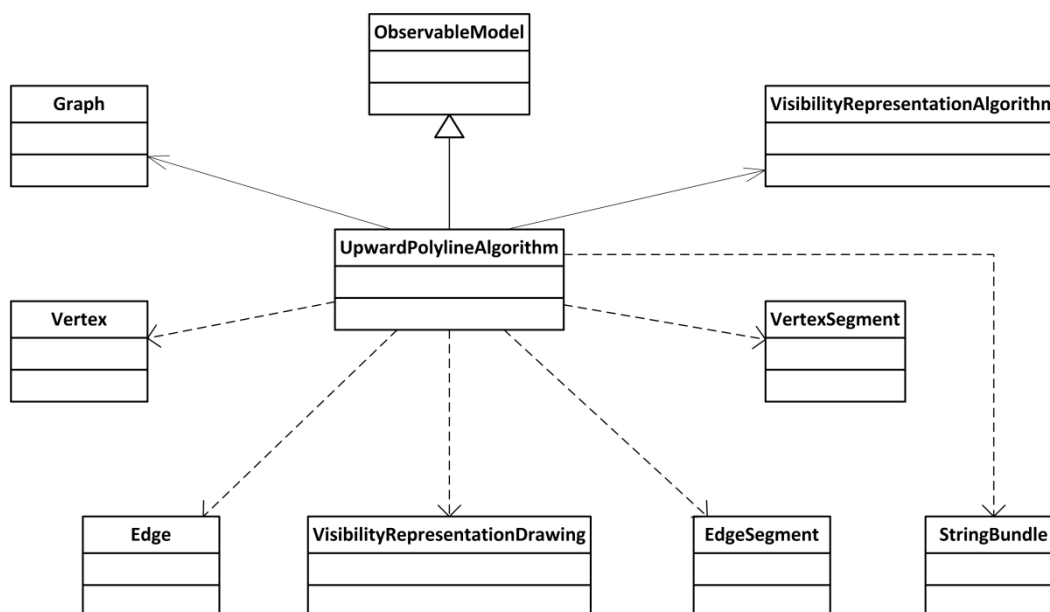 ObservableModel
Graph
VisibilityRepresentationAlgorithm
UpwardPolylineAlgorithm
Vertex
VertexSegment
Edge
VisibilityRepresentationDrawing
EdgeSegment
StringBundle